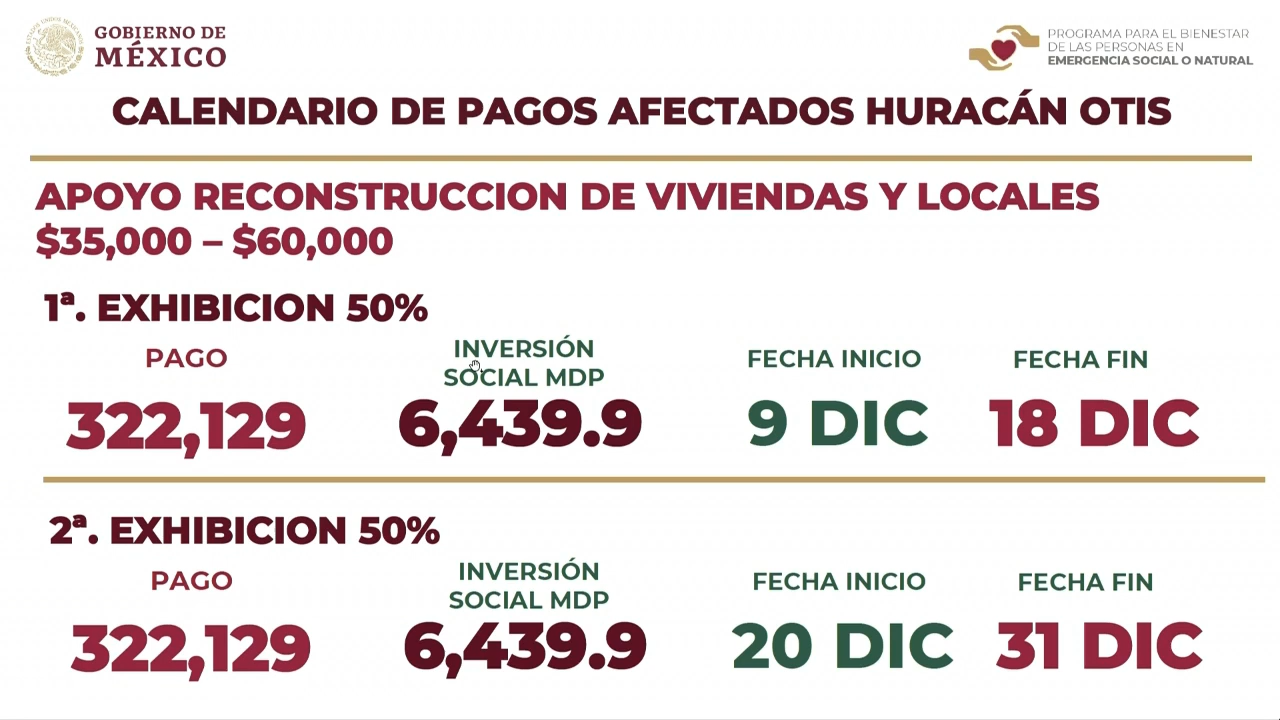 GOBIERNO DE
MÉXICO
PROGRAMA PARA EL BIENESTAR
DE LAS PERSONAS EN
EMERGENCIA SOCIAL O NATURAL
CALENDARIO DE PAGOS AFECTADOS HURACÁN OTIS
APOYO RECONSTRUCCION DE VIVIENDAS Y LOCALES
$35,000 – $60,000
1ª. EXHIBICION 50%
PAGO
322,129
INVERSIÓN
SOCIAL MDP
6,439.9
FECHA INICIO
9 DIC
FECHA FIN
18 DIC
2ª. EXHIBICION 50%
PAGO
322,129
INVERSIÓN
SOCIAL MDP
6,439.9
FECHA INICIO
20 DIC
FECHA FIN
31 DIC